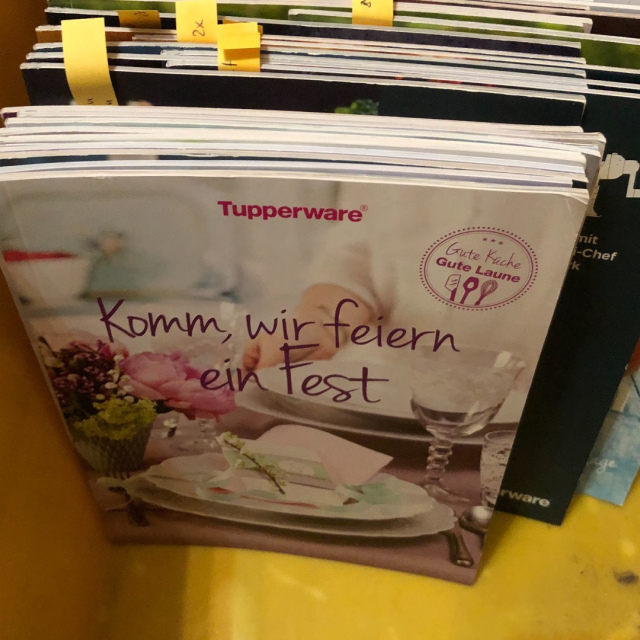 2x
Tupperware®
Gute Küche
Gute Laune
Komm, wir feiern
ein Fest
mit
-Chef
k
rware